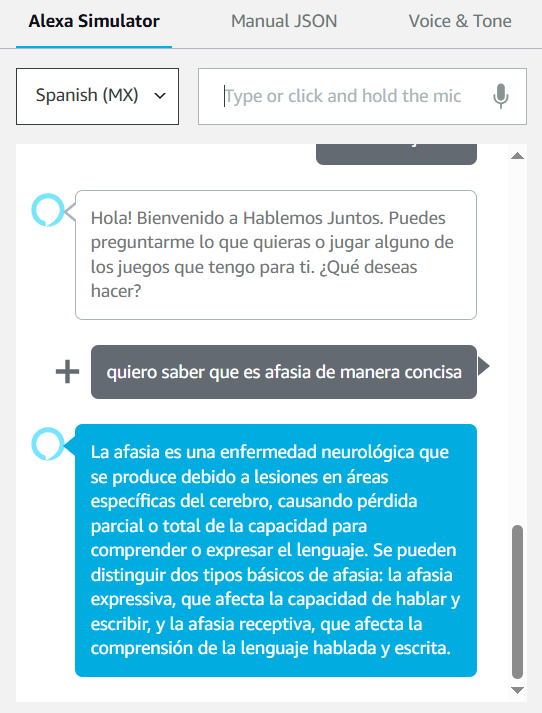 Alexa Simulator
Manual JSON
Voice & Tone
Spanish (MX)
Type or click and hold the mic
Hola! Bienvenido a Hablemos Juntos. Puedes
preguntarme lo que quieras o jugar alguno de
los juegos que tengo para ti. ¿Qué deseas
hacer?
quiero saber que es afasia de manera concisa
La afasia es una enfermedad neurológica que
se produce debido a lesiones en áreas
específicas del cerebro, causando pérdida
parcial o total de la capacidad para
comprender o expresar el lenguaje. Se pueden
distinguir dos tipos básicos de afasia: la afasia
expressiva, que afecta la capacidad de hablar y
escribir, y la afasia receptiva, que afecta la
comprensión de la lenguaje hablada y escrita.